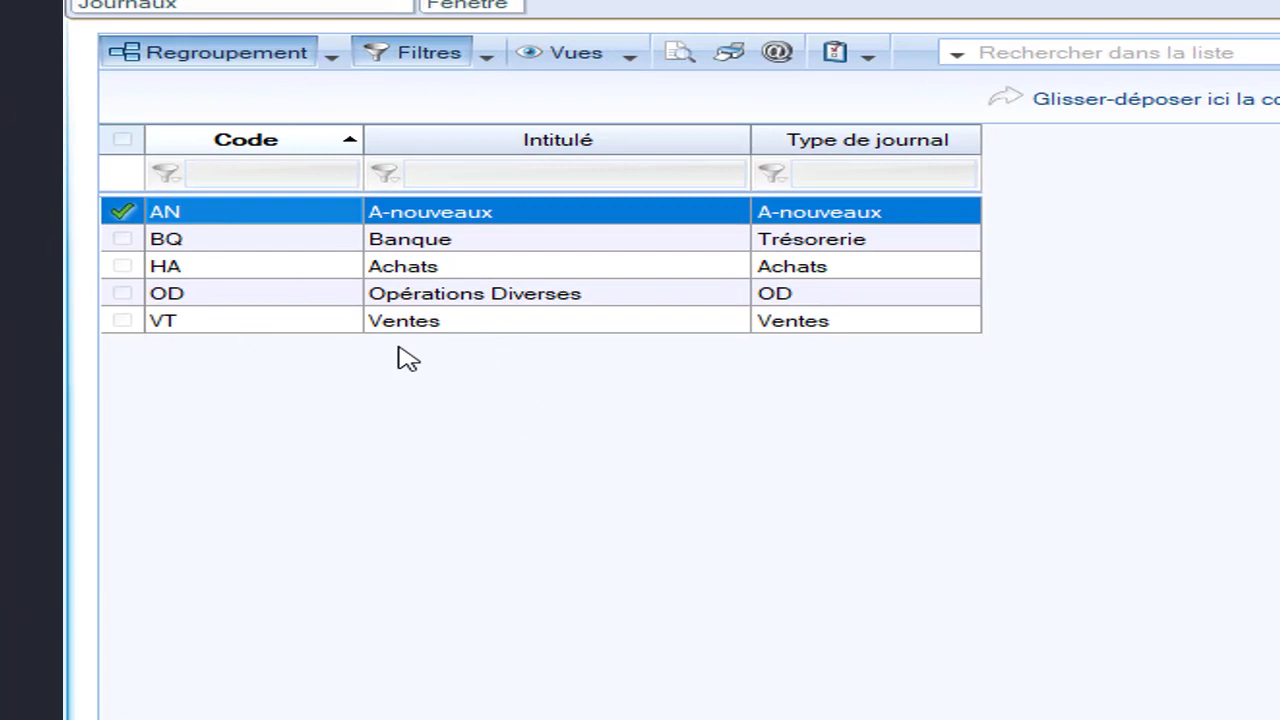 Journaux Fenêtre
Regroupement Filtres Vues Rechercher dans la liste
Glisser-déposer ici la
Code Intitulé Type de journal
AN A-nouveaux A-nouveaux
BQ Banque Trésorerie
HA Achats Achats
OD Opérations Diverses OD
VT Ventes Ventes